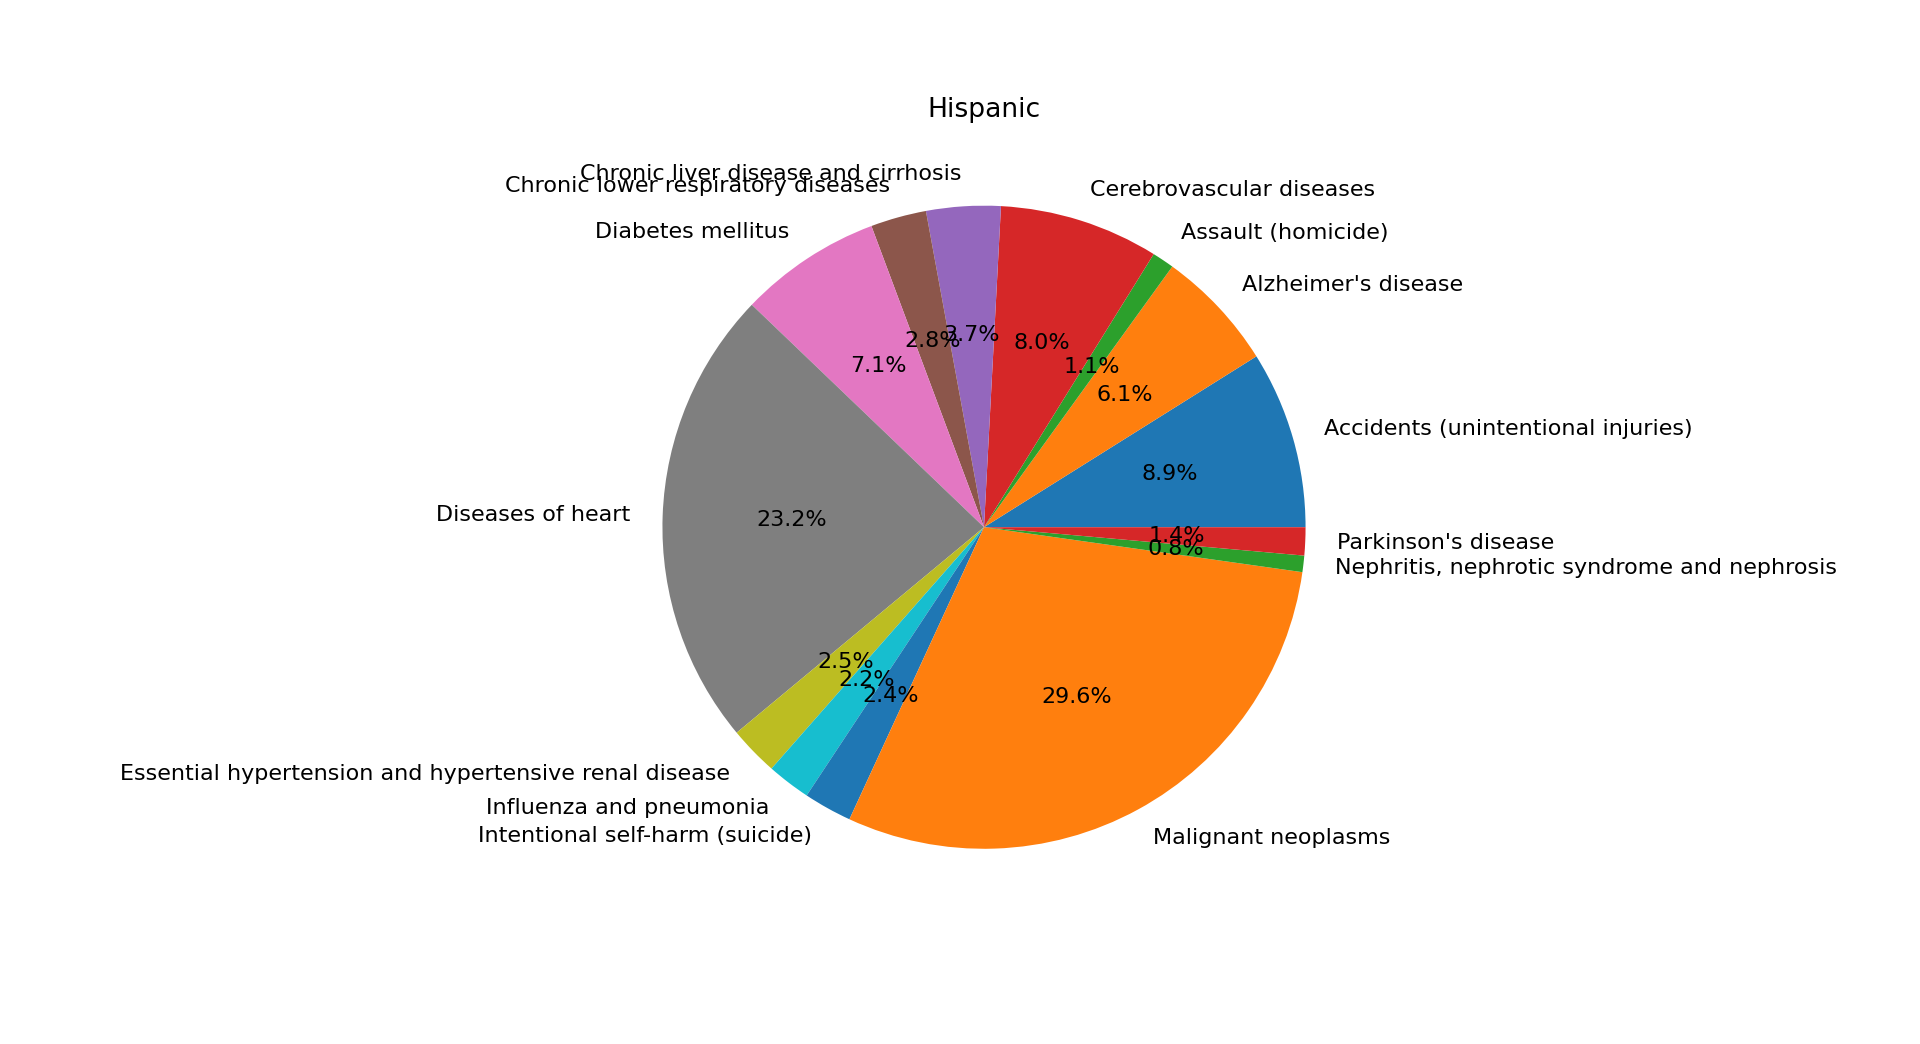 Hispanic
Chronic liver disease and cirrhosis
Chronic lower respiratory diseases
Cerebrovascular diseases
Diabetes mellitus
Assault (homicide)
Alzheimer's disease
2.8%
3.7%
8.0%
7.1%
1.1%
6.1%
Accidents (unintentional injuries)
8.9%
Diseases of heart
23.2%
1.4%
Parkinson's disease
0.8%
Nephritis, nephrotic syndrome and nephrosis
2.5%
2.2%
2.4%
29.6%
Essential hypertension and hypertensive renal disease
Influenza and pneumonia
Intentional self-harm (suicide)
Malignant neoplasms